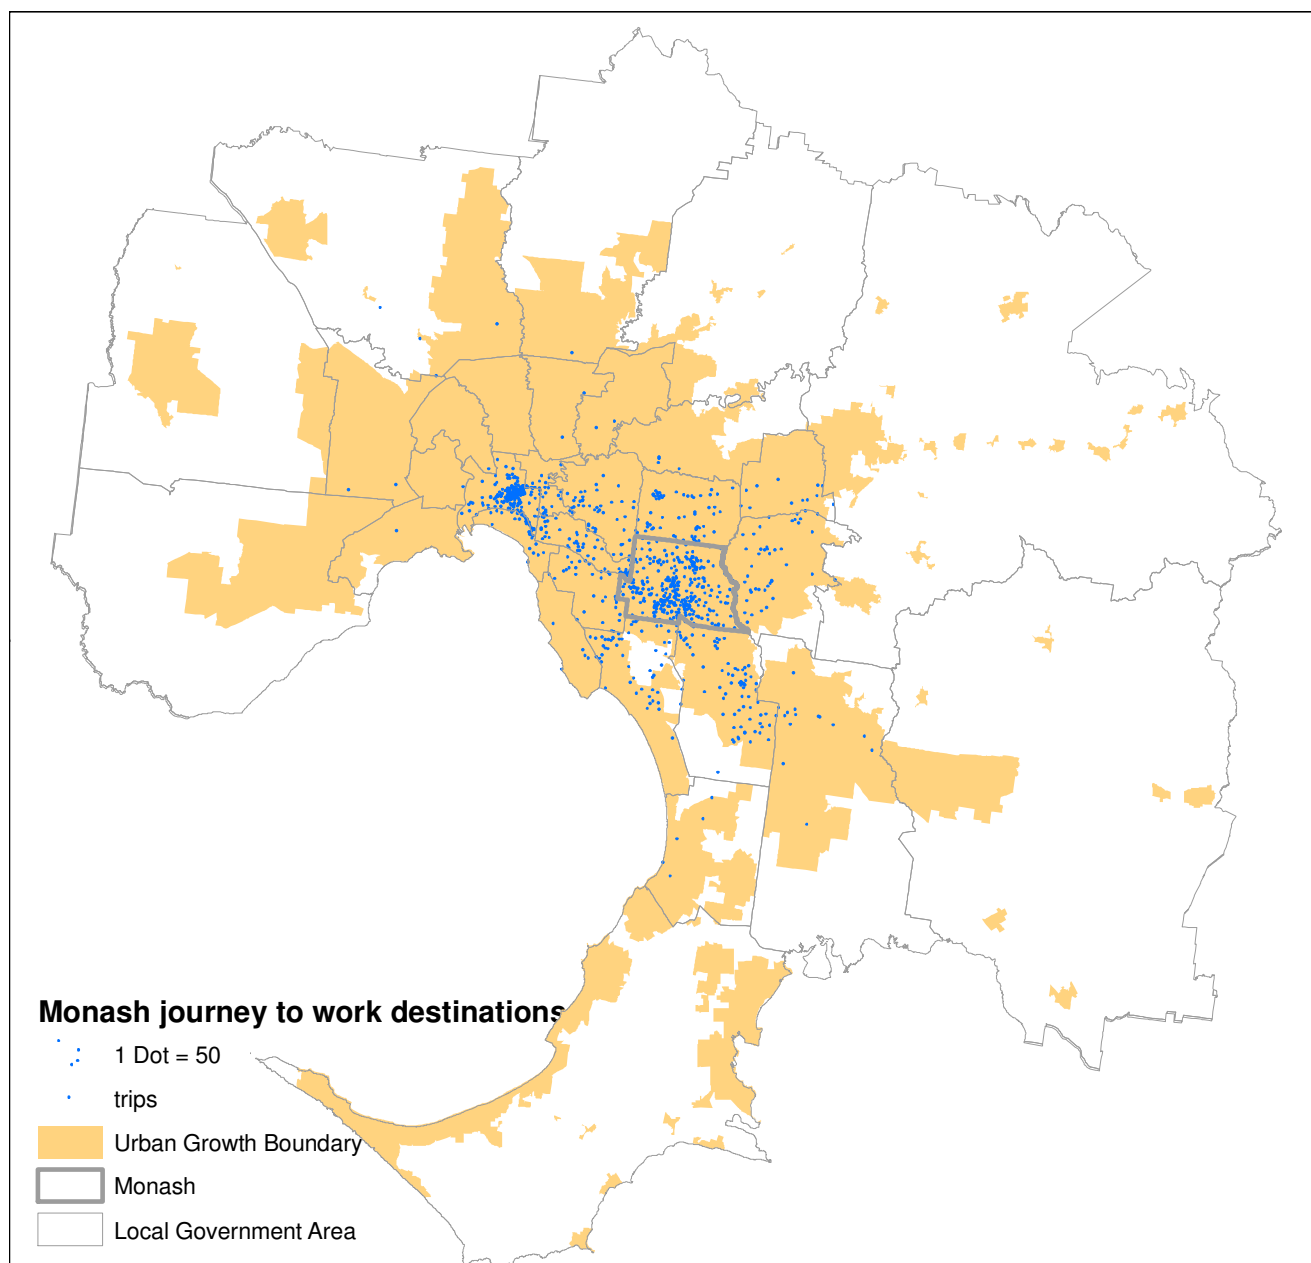 Monash journey to work destinations
1 Dot = 50
trips
Urban Growth Boundary
Monash
Local Government Area